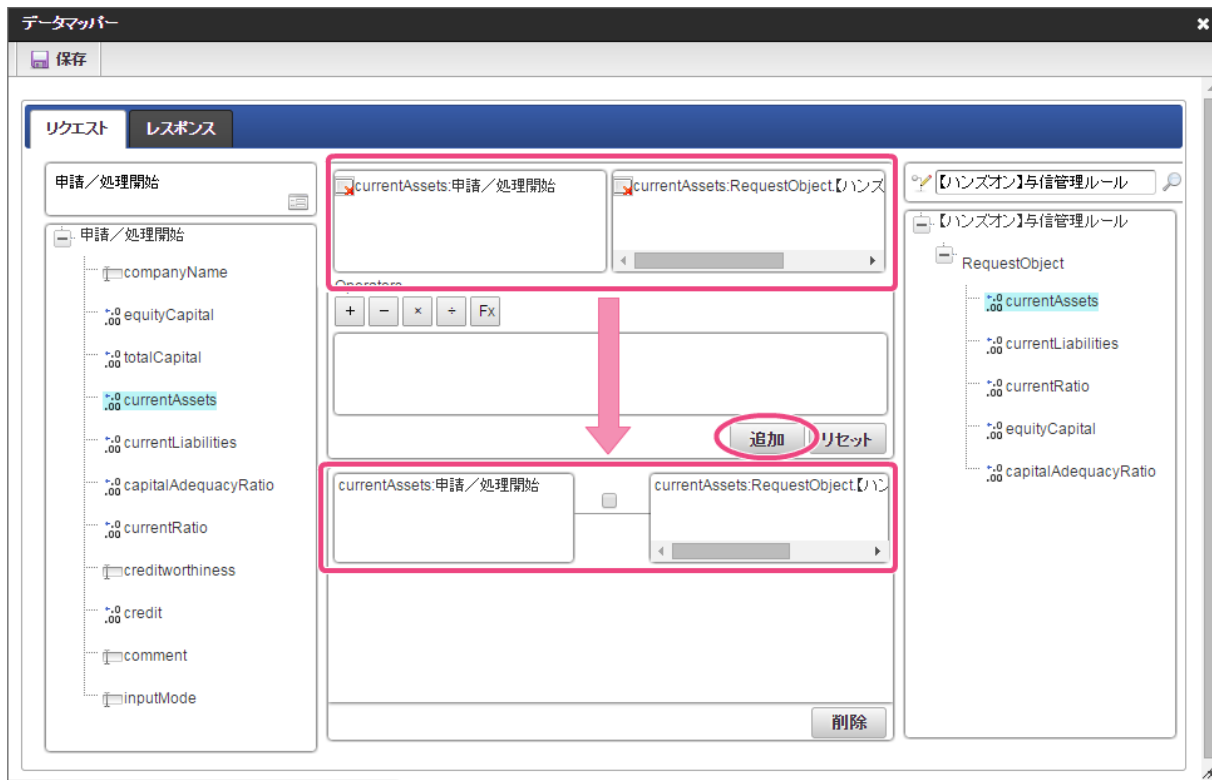 データマッパー
保存
リクエスト
レスポンス
申請／処理開始
申請／処理開始
companyName
equityCapital
totalCapital
currentAssets
currentLiabilities
capitalAdequacyRatio
currentRatio
creditworthiness
credit
comment
inputMode
currentAssets:申請／処理開始
currentAssets:RequestObject.【ハンズ
Operators
+ − × ÷ Fx
追加
リセット
currentAssets:申請／処理開始
currentAssets:RequestObject.【ハン
削除
【ハンズオン】与信管理ルール
【ハンズオン】与信管理ルール
RequestObject
currentAssets
currentLiabilities
currentRatio
equityCapital
capitalAdequacyRatio